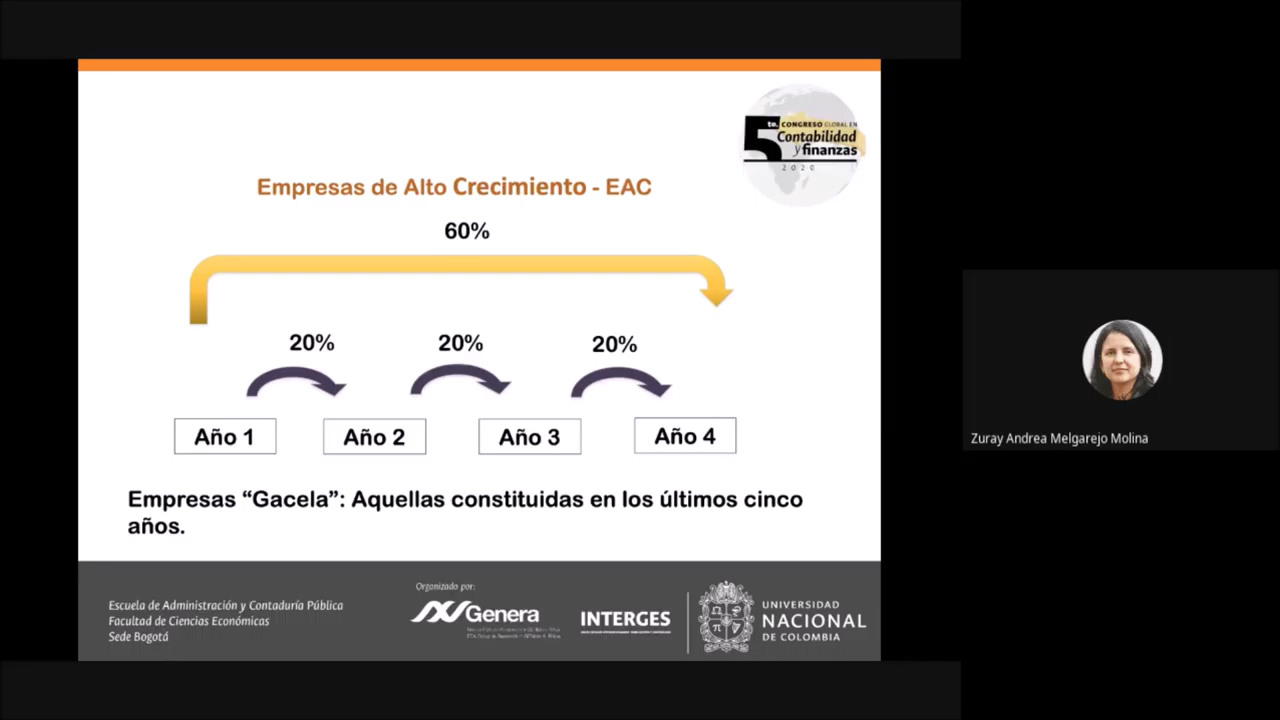 5to. CONGRESO GLOBAL EN
Contabilidad
y finanzas
2020
Empresas de Alto Crecimiento - EAC
60%
20% 20% 20%
Año 1 Año 2 Año 3 Año 4
Empresas “Gacela”: Aquellas constituidas en los últimos cinco
años.
Zuray Andrea Melgarejo Molina
Escuela de Administración y Contaduría Pública
Facultad de Ciencias Económicas
Sede Bogotá
Organizado por:
Genera
INTERGES
UNIVERSIDAD
NACIONAL
DE COLOMBIA